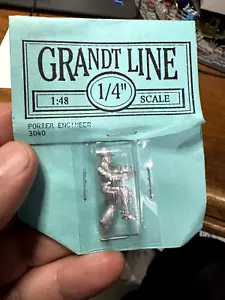 GRANDT LINE
1:48
1/4"
SCALE
PORTER ENGINEER
3040